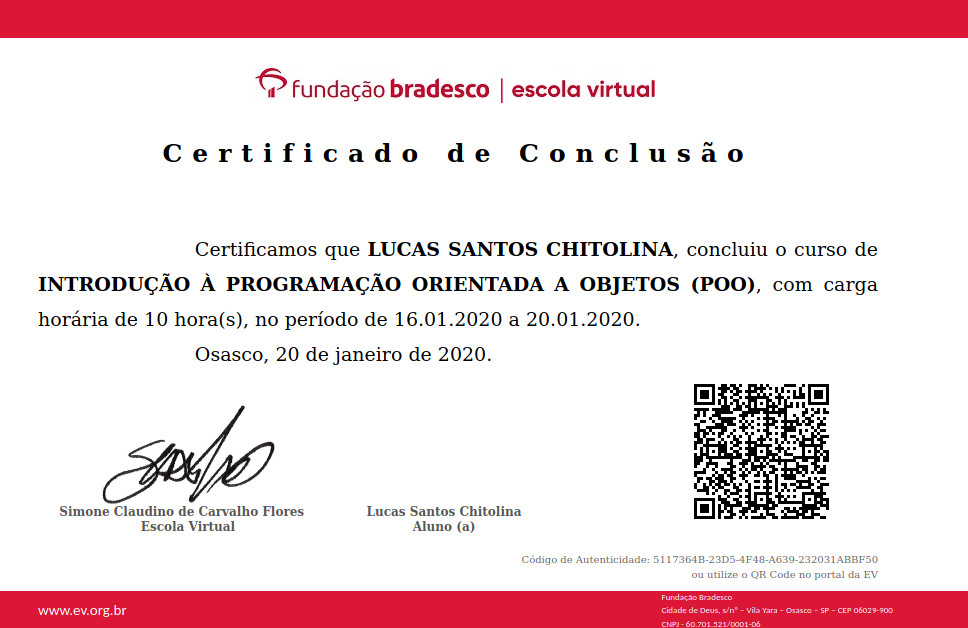 fundação bradesco | escola virtual
Certificado de Conclusão
Certificamos que LUCAS SANTOS CHITOLINA, concluiu o curso de
INTRODUÇÃO À PROGRAMAÇÃO ORIENTADA A OBJETOS (POO), com carga
horária de 10 hora(s), no período de 16.01.2020 a 20.01.2020.
Osasco, 20 de janeiro de 2020.
Simone Claudino de Carvalho Flores
Escola Virtual
Lucas Santos Chitolina
Aluno (a)
Código de Autenticidade: 5117364B-23D5-4F48-A639-232031ABBF50
ou utilize o QR Code no portal da EV
www.ev.org.br
Fundação Bradesco
Cidade de Deus, s/nº – Vila Yara – Osasco – SP – CEP 06029-900
CNPJ - 60.701.521/0001-06